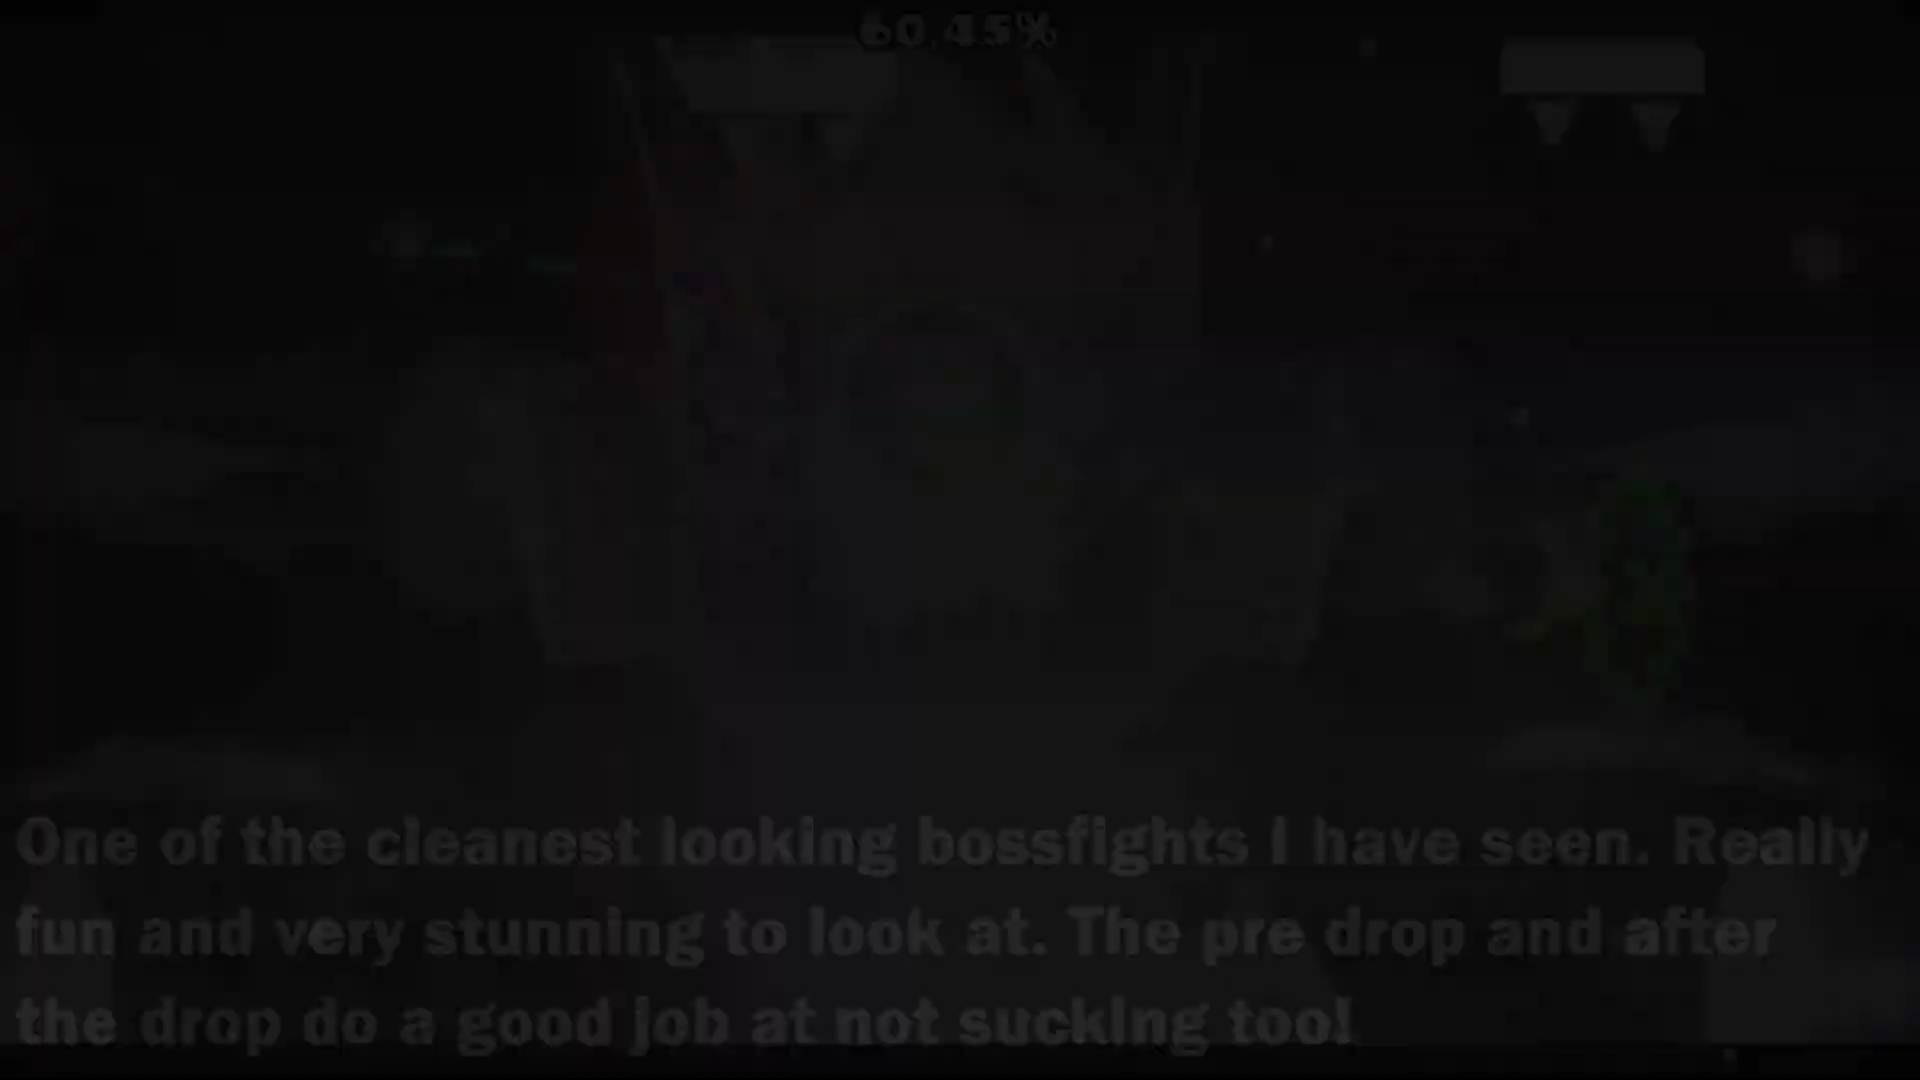 60.45%
One of the cleanest looking bossfights I have seen. Really
fun and very stunning to look at. The pre drop and after
the drop do a good job at not sucking too!